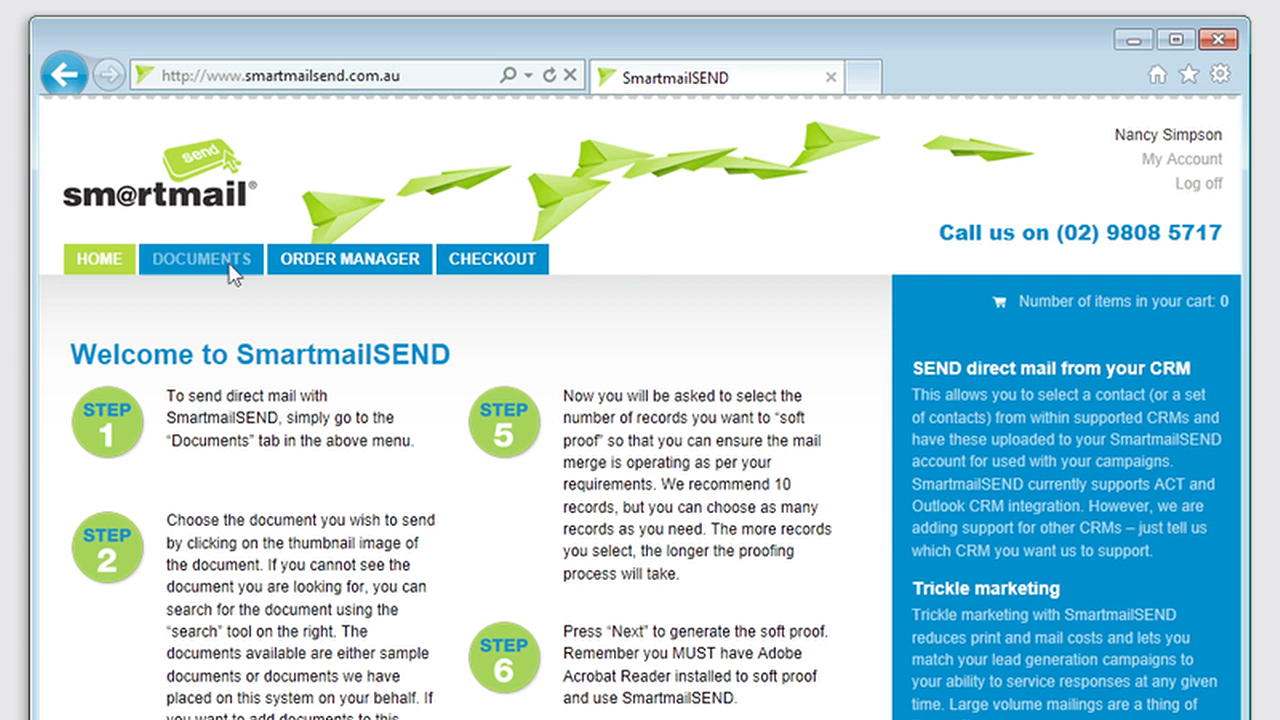 http://www.smartmailsend.com.au
SmartmailSEND
Nancy Simpson
My Account
Log off
send
sm@rtmail®
Call us on (02) 9808 5717
HOME
DOCUMENTS
ORDER MANAGER
CHECKOUT
Number of items in your cart: 0
Welcome to SmartmailSEND
STEP
1
To send direct mail with
SmartmailSEND, simply go to the
“Documents” tab in the above menu.
STEP
2
Choose the document you wish to send
by clicking on the thumbnail image of
the document. If you cannot see the
document you are looking for, you can
search for the document using the
“search” tool on the right. The
documents available are either sample
documents or documents we have
placed on this system on your behalf. If
you want to add documents to this
STEP
5
Now you will be asked to select the
number of records you want to “soft
proof” so that you can ensure the mail
merge is operating as per your
requirements. We recommend 10
records, but you can choose as many
records as you need. The more records
you select, the longer the proofing
process will take.
STEP
6
Press “Next” to generate the soft proof.
Remember you MUST have Adobe
Acrobat Reader installed to soft proof
and use SmartmailSEND.
SEND direct mail from your CRM
This allows you to select a contact (or a set
of contacts) from within supported CRMs and
have these uploaded to your SmartmailSEND
account for used with your campaigns.
SmartmailSEND currently supports ACT and
Outlook CRM integration. However, we are
adding support for other CRMs – just tell us
which CRM you want us to support.
Trickle marketing
Trickle marketing with SmartmailSEND
reduces print and mail costs and lets you
match your lead generation campaigns to
your ability to service responses at any given
time. Large volume mailings are a thing of